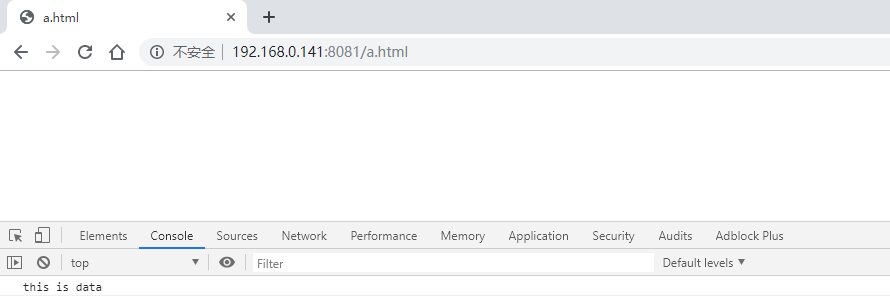 a.html
不安全 192.168.0.141:8081/a.html
Elements Console Sources Network Performance Memory Application Security Audits Adblock Plus
top Filter Default levels
this is data